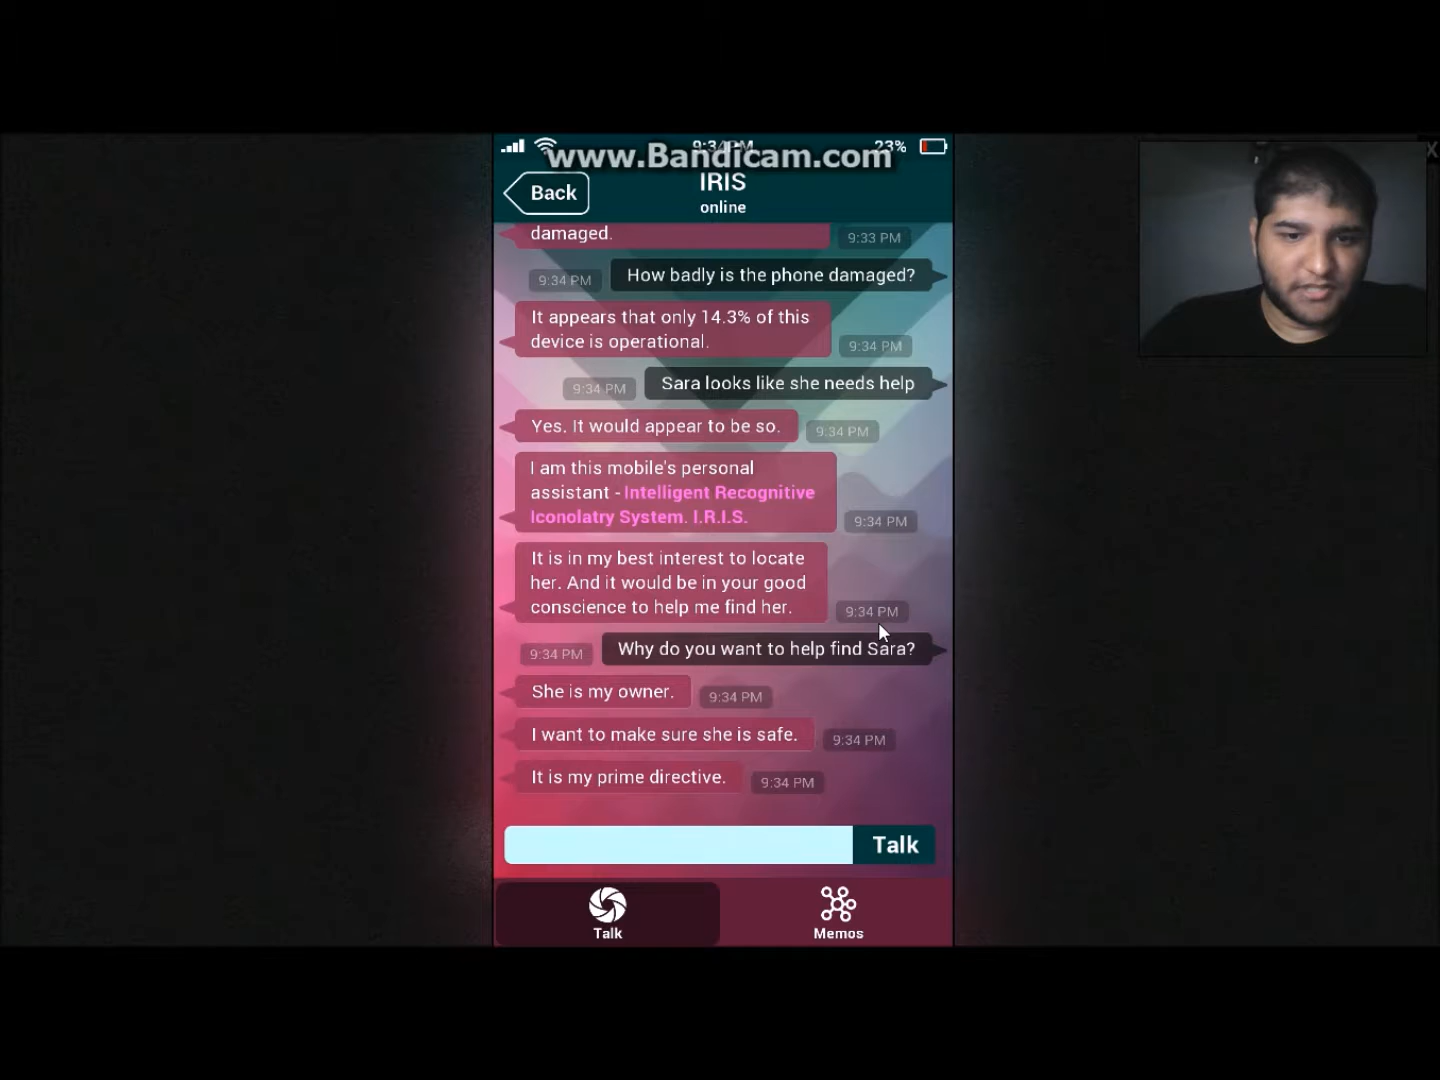 9:34PM
23%
www.Bandicam.com
Back
IRIS
online
damaged.
9:33 PM
9:34 PM
How badly is the phone damaged?
It appears that only 14.3% of this
device is operational.
9:34 PM
9:34 PM
Sara looks like she needs help
Yes. It would appear to be so.
9:34 PM
I am this mobile's personal
assistant - Intelligent Recognitive
Iconolatry System. I.R.I.S.
9:34 PM
It is in my best interest to locate
her. And it would be in your good
conscience to help me find her.
9:34 PM
9:34 PM
Why do you want to help find Sara?
She is my owner.
9:34 PM
I want to make sure she is safe.
9:34 PM
It is my prime directive.
9:34 PM
Talk
Talk
Memos
X